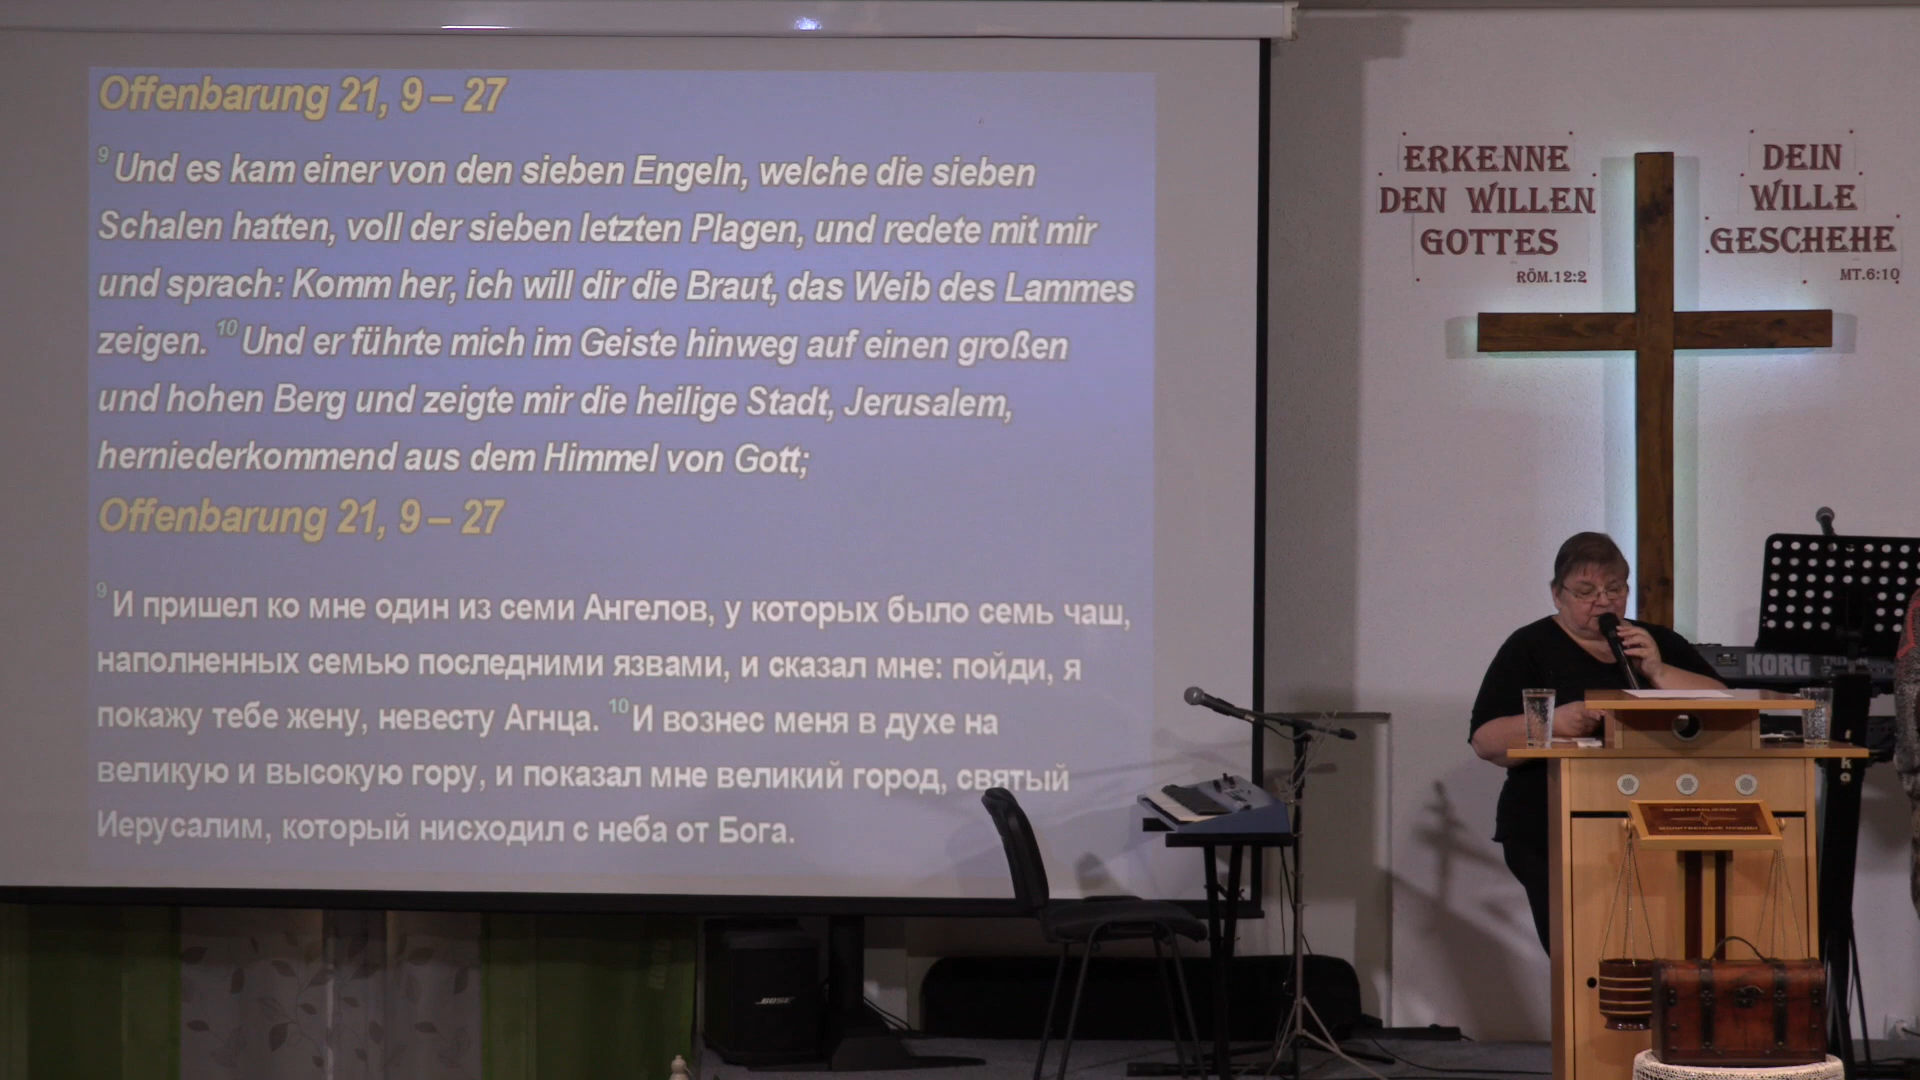 Offenbarung 21, 9 – 27
9 Und es kam einer von den sieben Engeln, welche die sieben
Schalen hatten, voll der sieben letzten Plagen, und redete mit mir
und sprach: Komm her, ich will dir die Braut, das Weib des Lammes
zeigen. 10 Und er führte mich im Geiste hinweg auf einen großen
und hohen Berg und zeigte mir die heilige Stadt, Jerusalem,
herniederkommend aus dem Himmel von Gott;
Offenbarung 21, 9 – 27
9 И пришел ко мне один из семи Ангелов, у которых было семь чаш,
наполненных семью последними язвами, и сказал мне: пойди, я
покажу тебе жену, невесту Агнца. 10 И вознес меня в духе на
великую и высокую гору, и показал мне великий город, святый
Иерусалим, который нисходил с неба от Бога.
ERKENNE
DEN WILLEN
GOTTES
RÖM.12:2
DEIN
WILLE
GESCHEHE
MT.6:10
KORG
BOSE